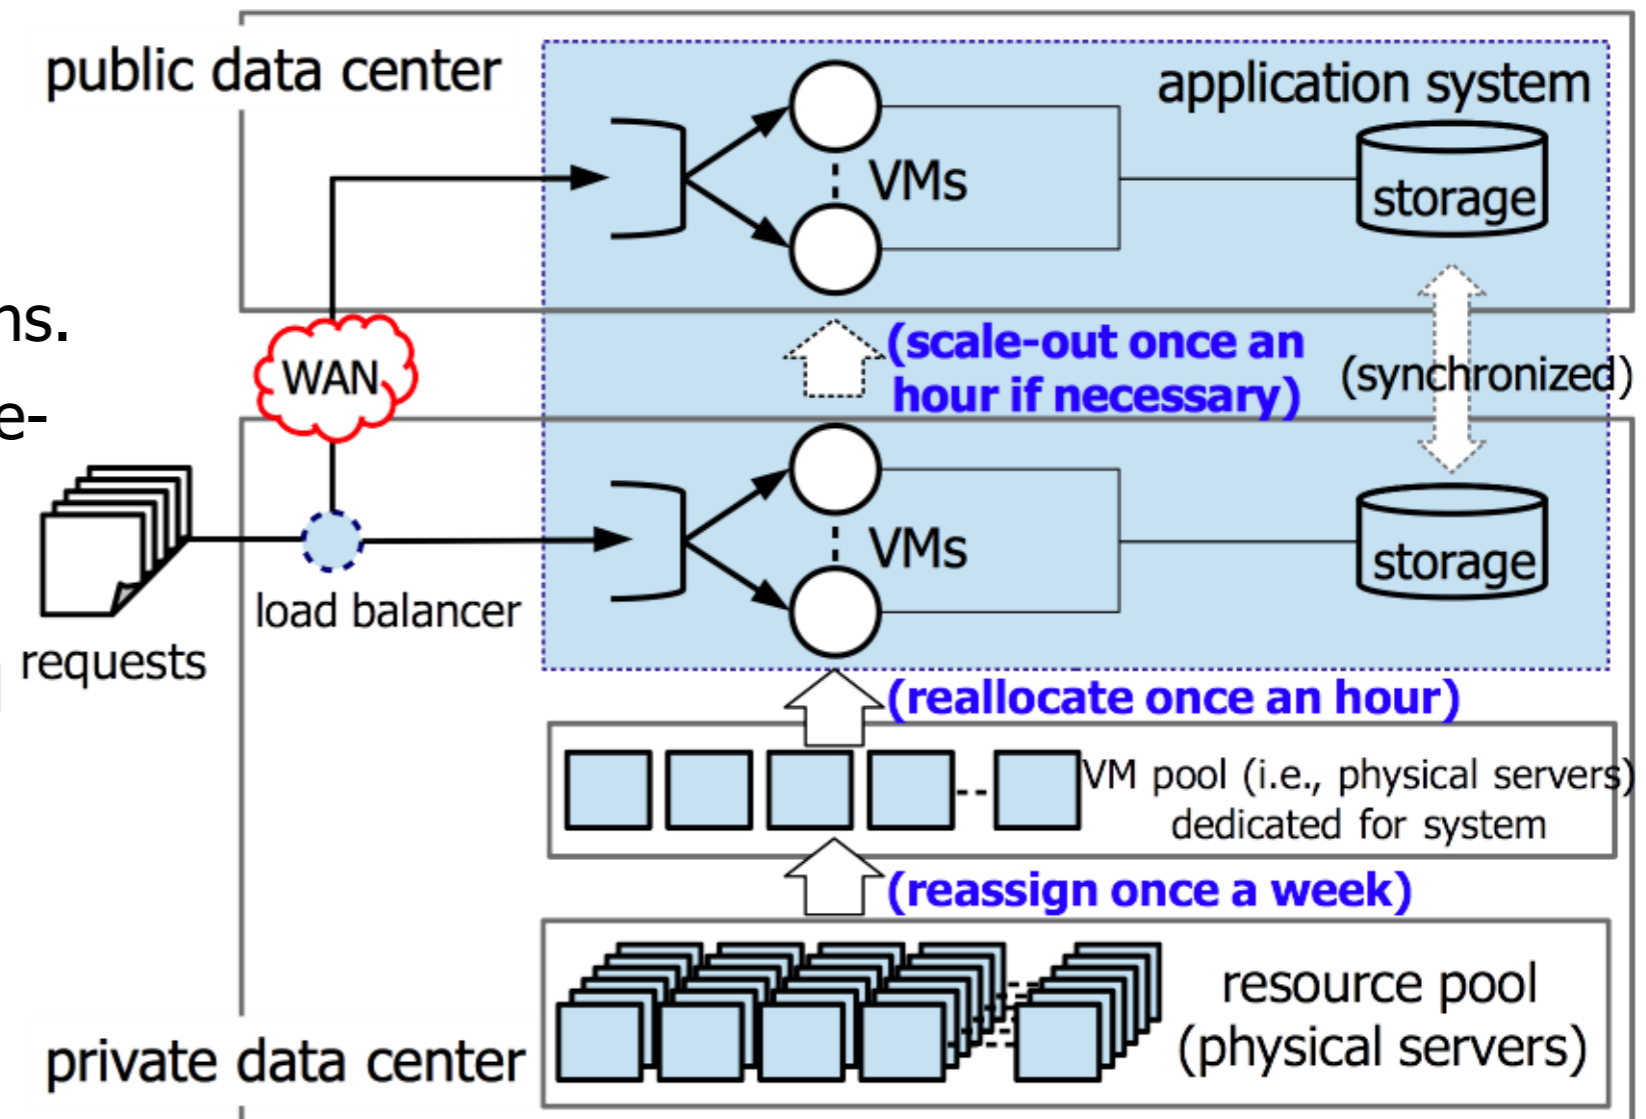 public data center
application system
VMs
storage
ns.
(scale-out once an
hour if necessary)
WAN
(synchronized)
e-
VMs
storage
load balancer
requests
(reallocate once an hour)
VM pool (i.e., physical servers)
dedicated for system
(reassign once a week)
resource pool
(physical servers)
private data center